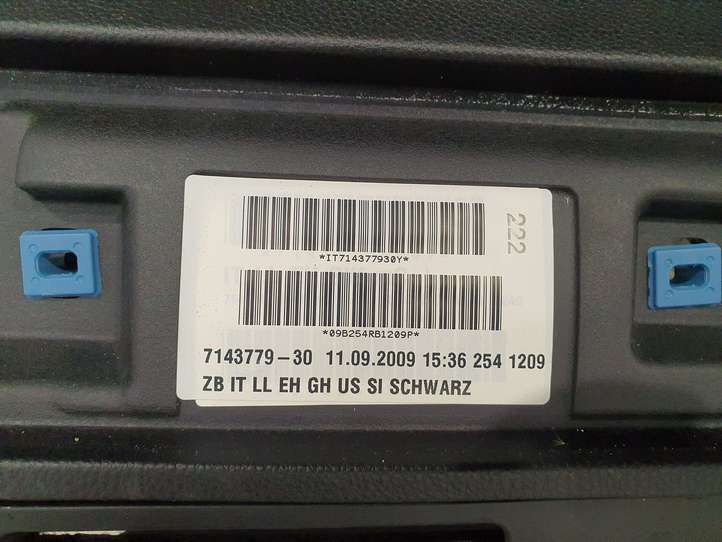 222
*IT714377930Y*
*09B254RB1209P*
7143779-30 11.09.2009 15:36 254 1209
ZB IT LL EH GH US SI SCHWARZ